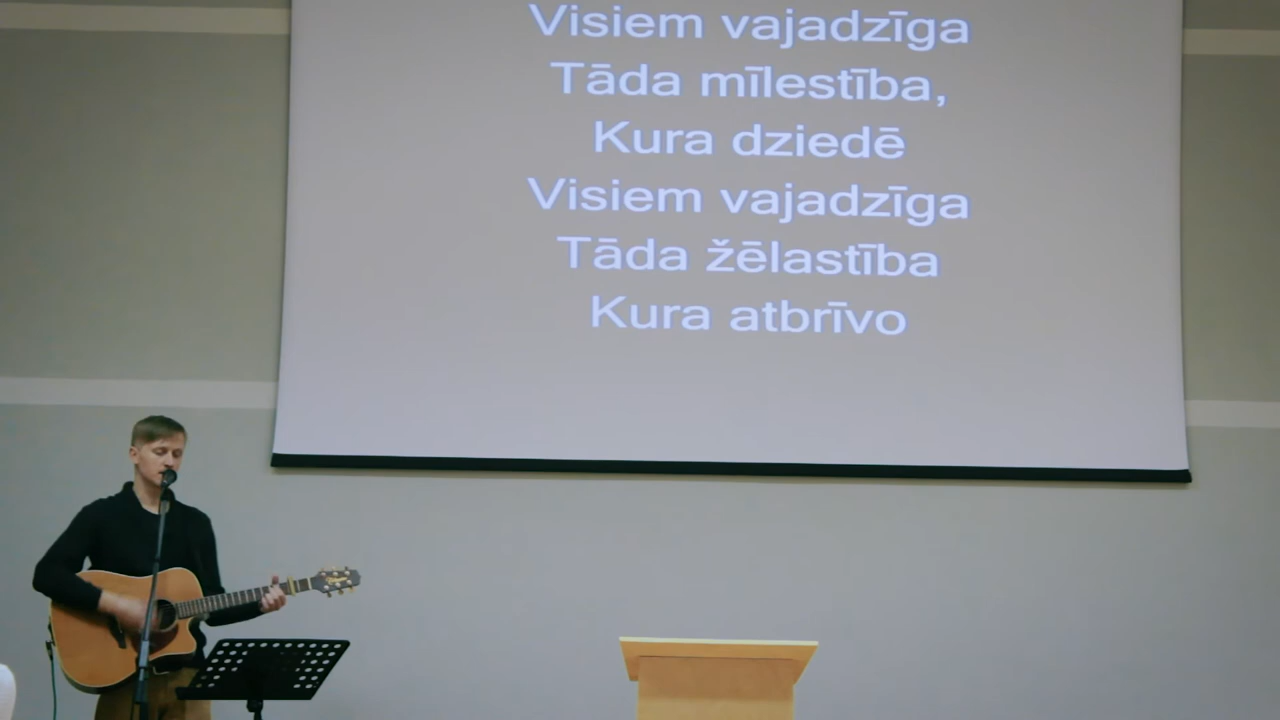 Visiem vajadzīga
Tāda mīlestība,
Kura dziedē
Visiem vajadzīga
Tāda žēlastība
Kura atbrīvo